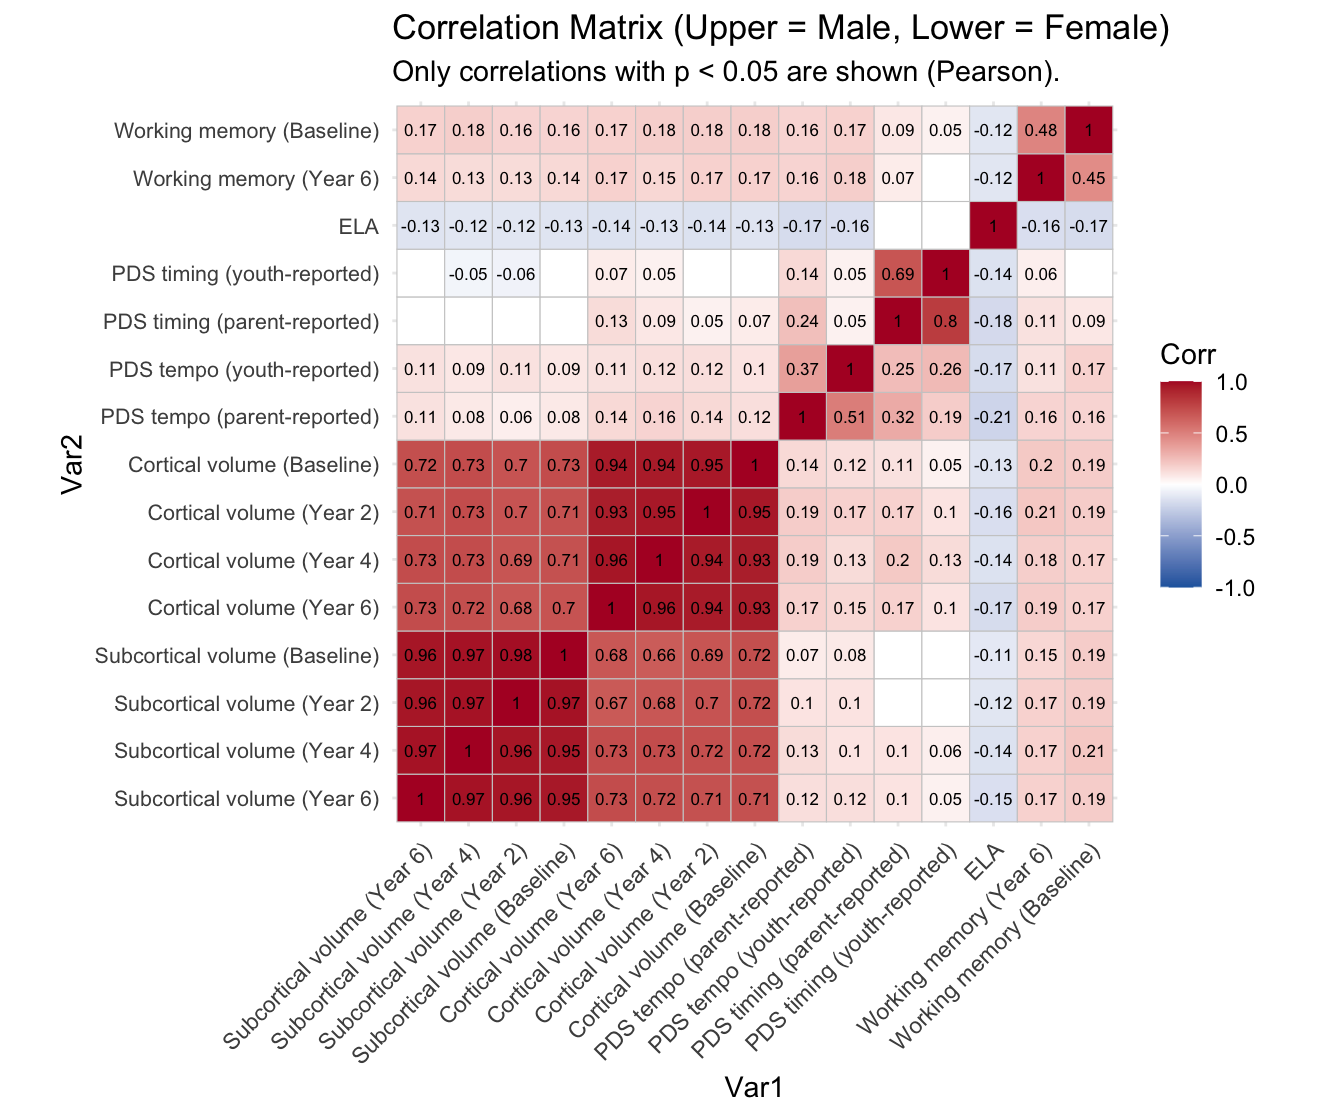 Correlation Matrix (Upper = Male, Lower = Female)
Only correlations with p < 0.05 are shown (Pearson).
Working memory (Baseline) 0.17 0.18 0.16 0.16 0.17 0.18 0.18 0.18 0.16 0.17 0.09 0.05 -0.12 0.48 1
Working memory (Year 6) 0.14 0.13 0.13 0.14 0.17 0.15 0.17 0.17 0.16 0.18 0.07 -0.12 1 0.45
ELA -0.13 -0.12 -0.12 -0.13 -0.14 -0.13 -0.14 -0.13 -0.17 -0.16 1 -0.16 -0.17
PDS timing (youth-reported) -0.05 -0.06 0.07 0.05 0.14 0.05 0.69 1 -0.14 0.06
PDS timing (parent-reported) 0.13 0.09 0.05 0.07 0.24 0.05 1 0.8 -0.18 0.11 0.09
PDS tempo (youth-reported) 0.11 0.09 0.11 0.09 0.11 0.12 0.12 0.1 0.37 1 0.25 0.26 -0.17 0.11 0.17
PDS tempo (parent-reported) 0.11 0.08 0.06 0.08 0.14 0.16 0.14 0.12 1 0.51 0.32 0.19 -0.21 0.16 0.16
Cortical volume (Baseline) 0.72 0.73 0.7 0.73 0.94 0.94 0.95 1 0.14 0.12 0.11 0.05 -0.13 0.2 0.19
Cortical volume (Year 2) 0.71 0.73 0.7 0.71 0.93 0.95 1 0.95 0.19 0.17 0.17 0.1 -0.16 0.21 0.19
Cortical volume (Year 4) 0.73 0.73 0.69 0.71 0.96 1 0.94 0.93 0.19 0.13 0.2 0.13 -0.14 0.18 0.17
Cortical volume (Year 6) 0.73 0.72 0.68 0.7 1 0.96 0.94 0.93 0.17 0.15 0.17 0.1 -0.17 0.19 0.17
Subcortical volume (Baseline) 0.96 0.97 0.98 1 0.68 0.66 0.69 0.72 0.07 0.08 -0.11 0.15 0.19
Subcortical volume (Year 2) 0.96 0.97 1 0.97 0.67 0.68 0.7 0.72 0.1 0.1 -0.12 0.17 0.19
Subcortical volume (Year 4) 0.97 1 0.96 0.95 0.73 0.73 0.72 0.72 0.13 0.1 0.1 0.06 -0.14 0.17 0.21
Subcortical volume (Year 6) 1 0.97 0.96 0.95 0.73 0.72 0.71 0.71 0.12 0.12 0.1 0.05 -0.15 0.17 0.19
Var2
Subcortical volume (Year 6)
Subcortical volume (Year 4)
Subcortical volume (Year 2)
Subcortical volume (Baseline)
Cortical volume (Year 6)
Cortical volume (Year 4)
Cortical volume (Year 2)
Cortical volume (Baseline)
PDS tempo (parent-reported)
PDS tempo (youth-reported)
PDS timing (parent-reported)
PDS timing (youth-reported)
ELA
Working memory (Year 6)
Working memory (Baseline)
Var1
Corr
1.0
0.5
0.0
-0.5
-1.0